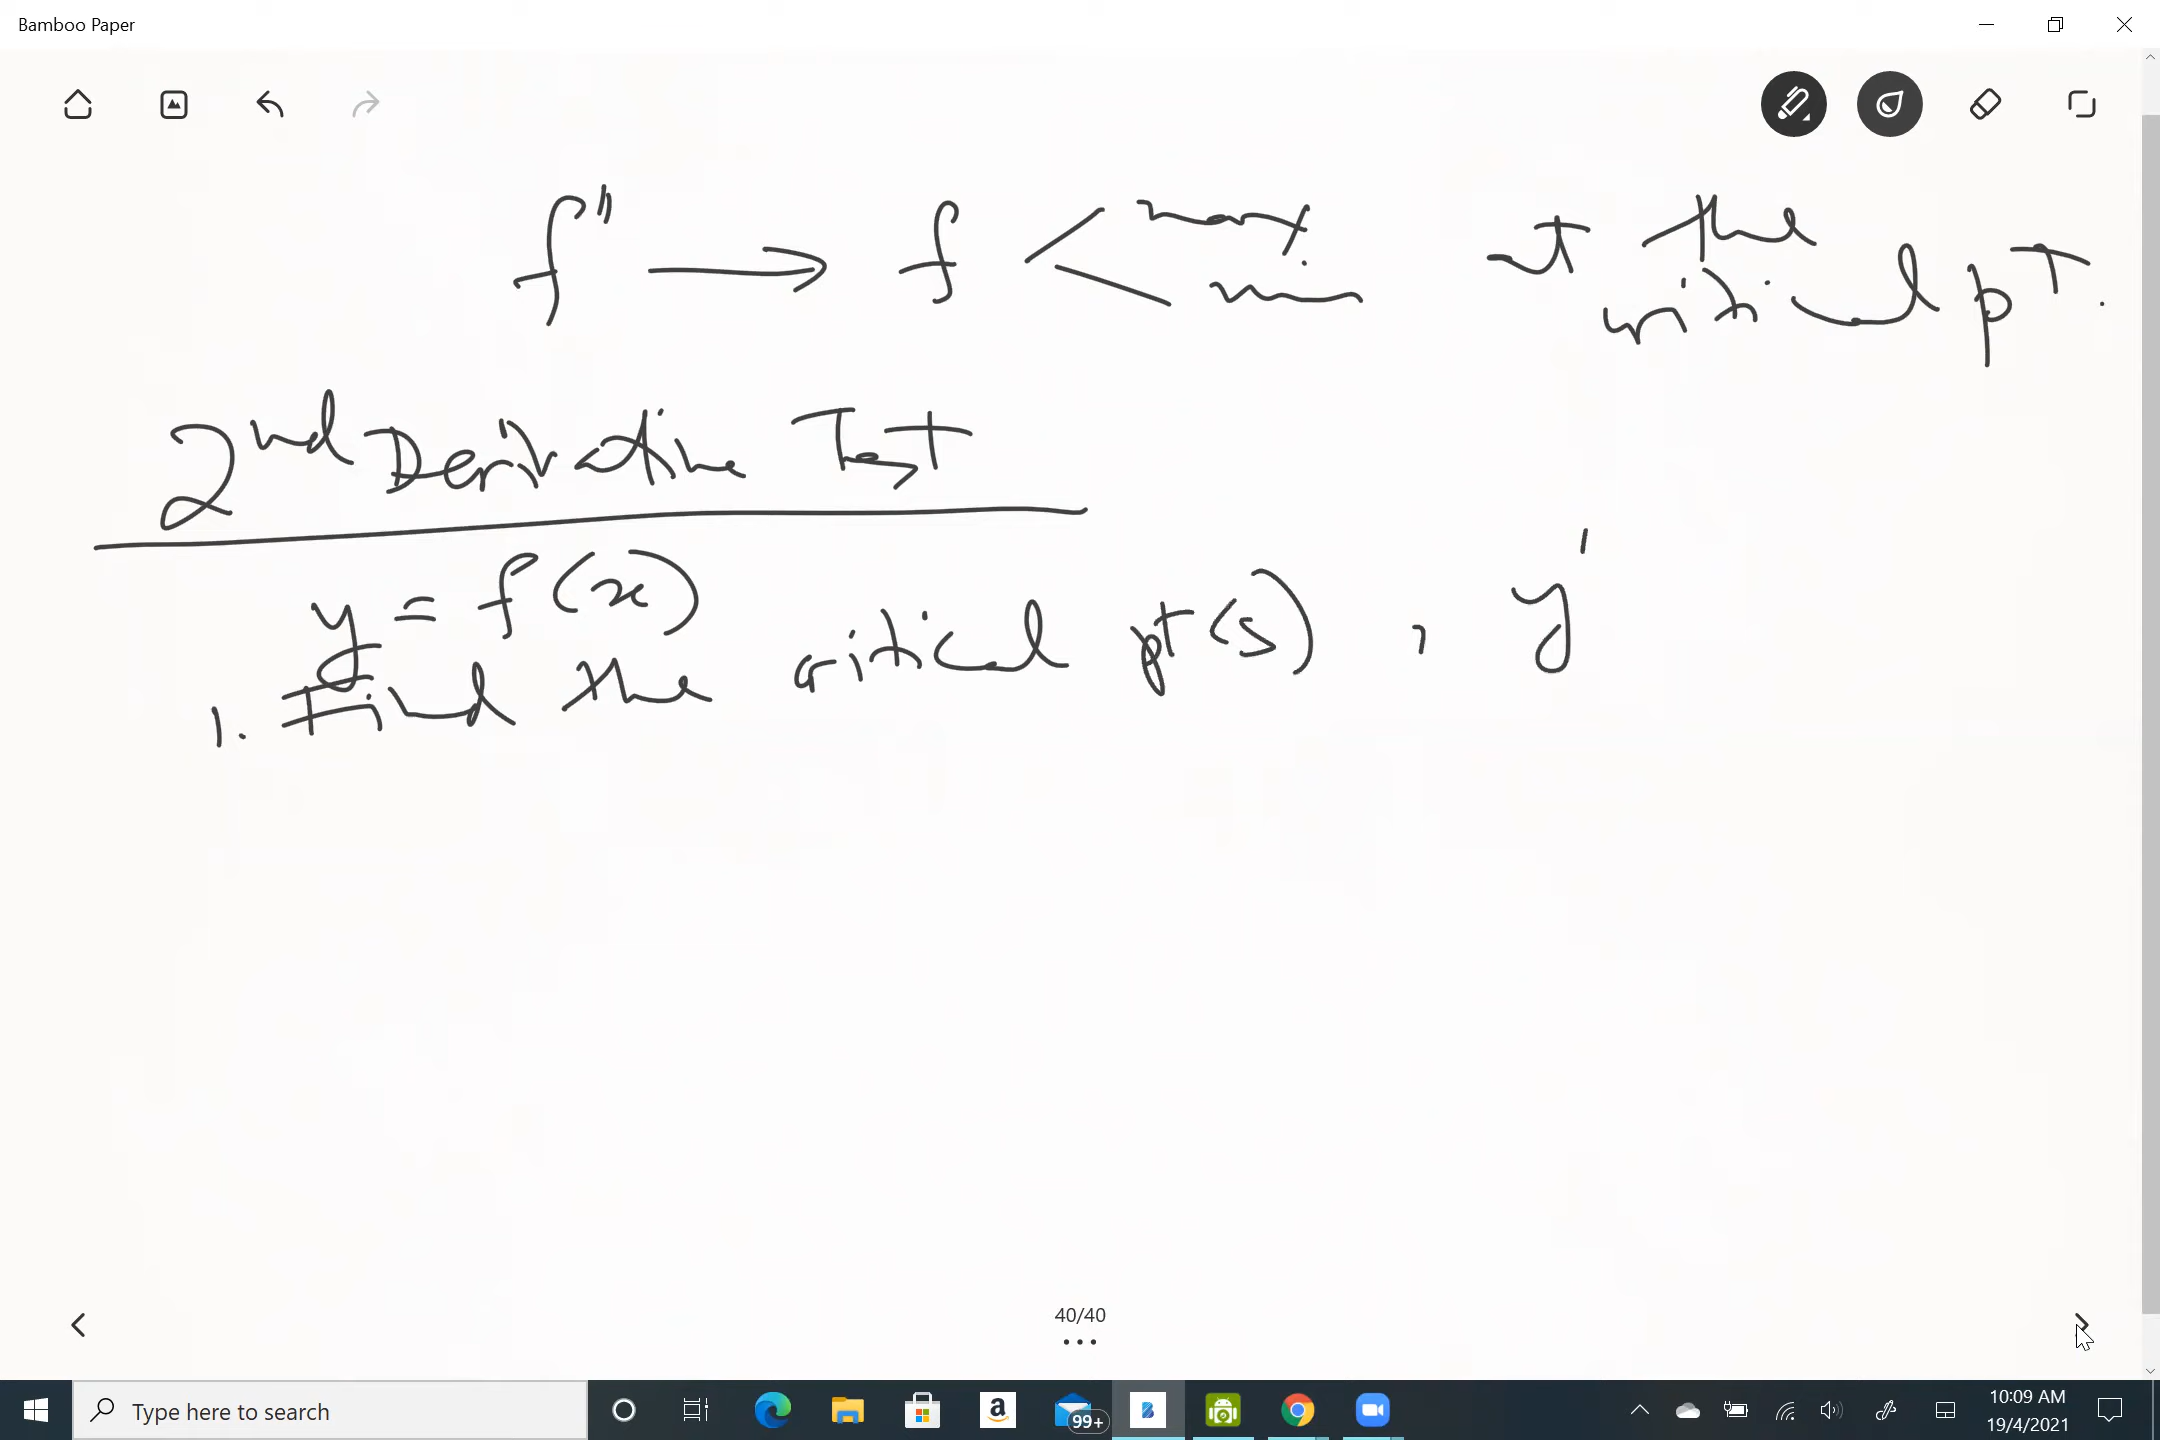 Bamboo Paper
f" → f < max. min at the critical pt.
2nd Derivative Test
y = f(x)
1. Find the critical pt(s), y'
40/40
Type here to search
99+
10:09 AM
19/4/2021